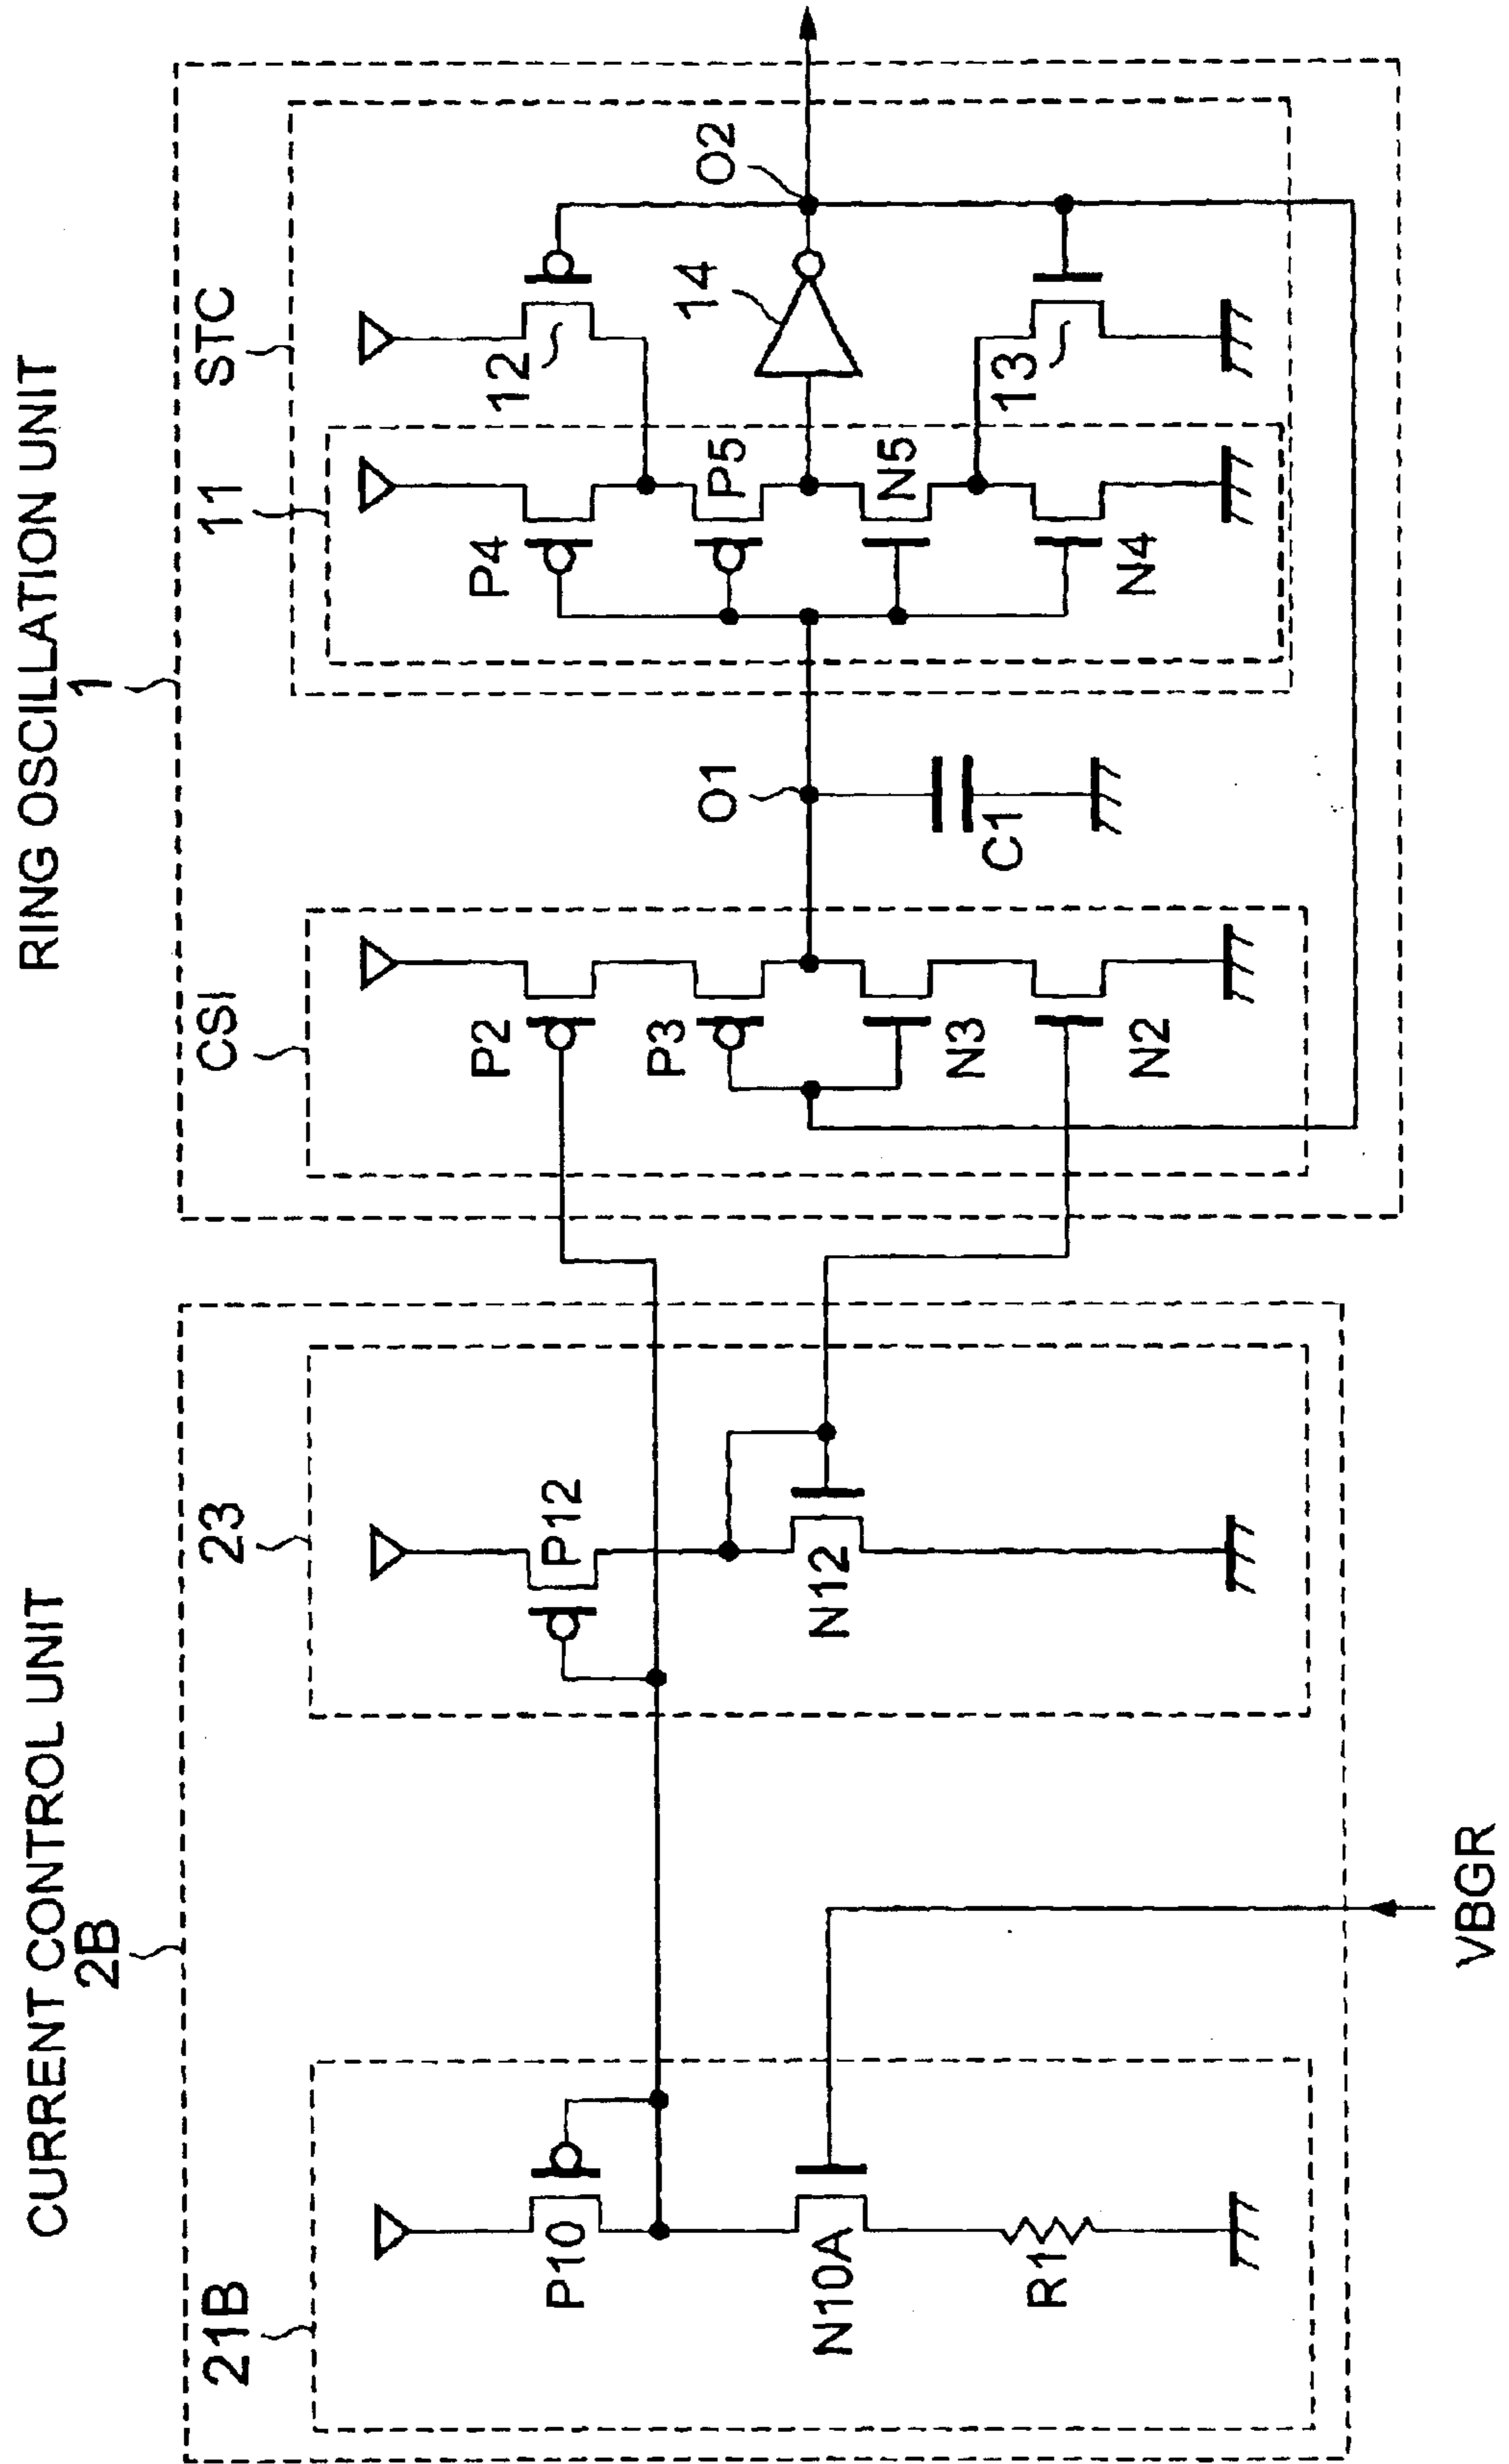 CURRENT CONTROL UNIT
2B
RING OSCILLATION UNIT
1
21B
23
CSI
11
STC
P10
P12
P2
P3
P4
P5
12
14
O1
O2
N10A
N12
N3
N2
N5
N4
13
R1
C1
VBGR